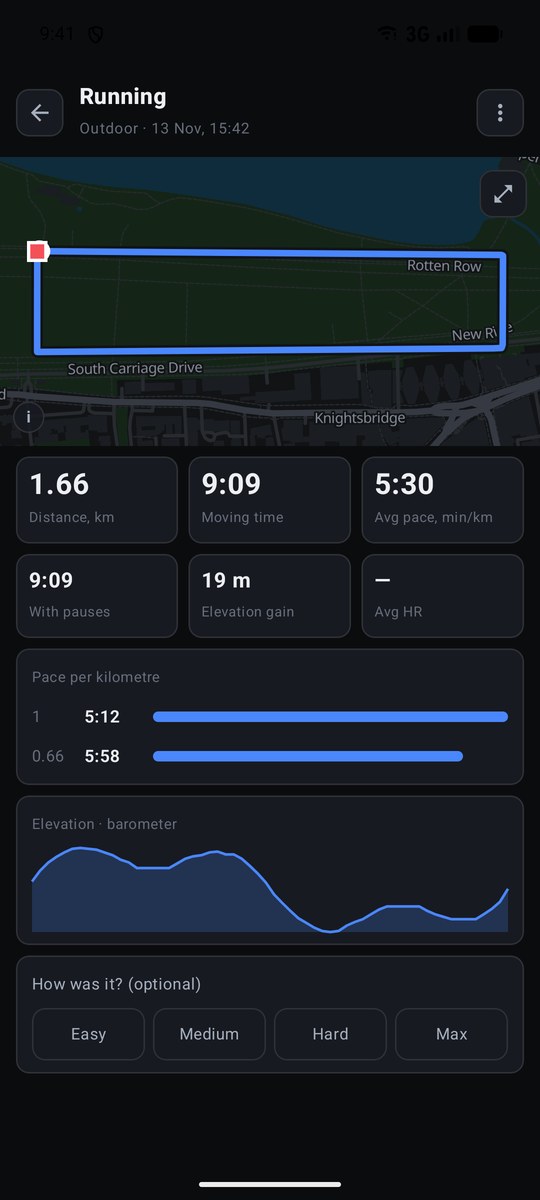 9:41
3G
Running
Outdoor · 13 Nov, 15:42
Rotten Row
South Carriage Drive
Knightsbridge
i
1.66
Distance, km
9:09
Moving time
5:30
Avg pace, min/km
9:09
With pauses
19 m
Elevation gain
—
Avg HR
Pace per kilometre
1 5:12
0.66 5:58
Elevation · barometer
How was it? (optional)
Easy
Medium
Hard
Max